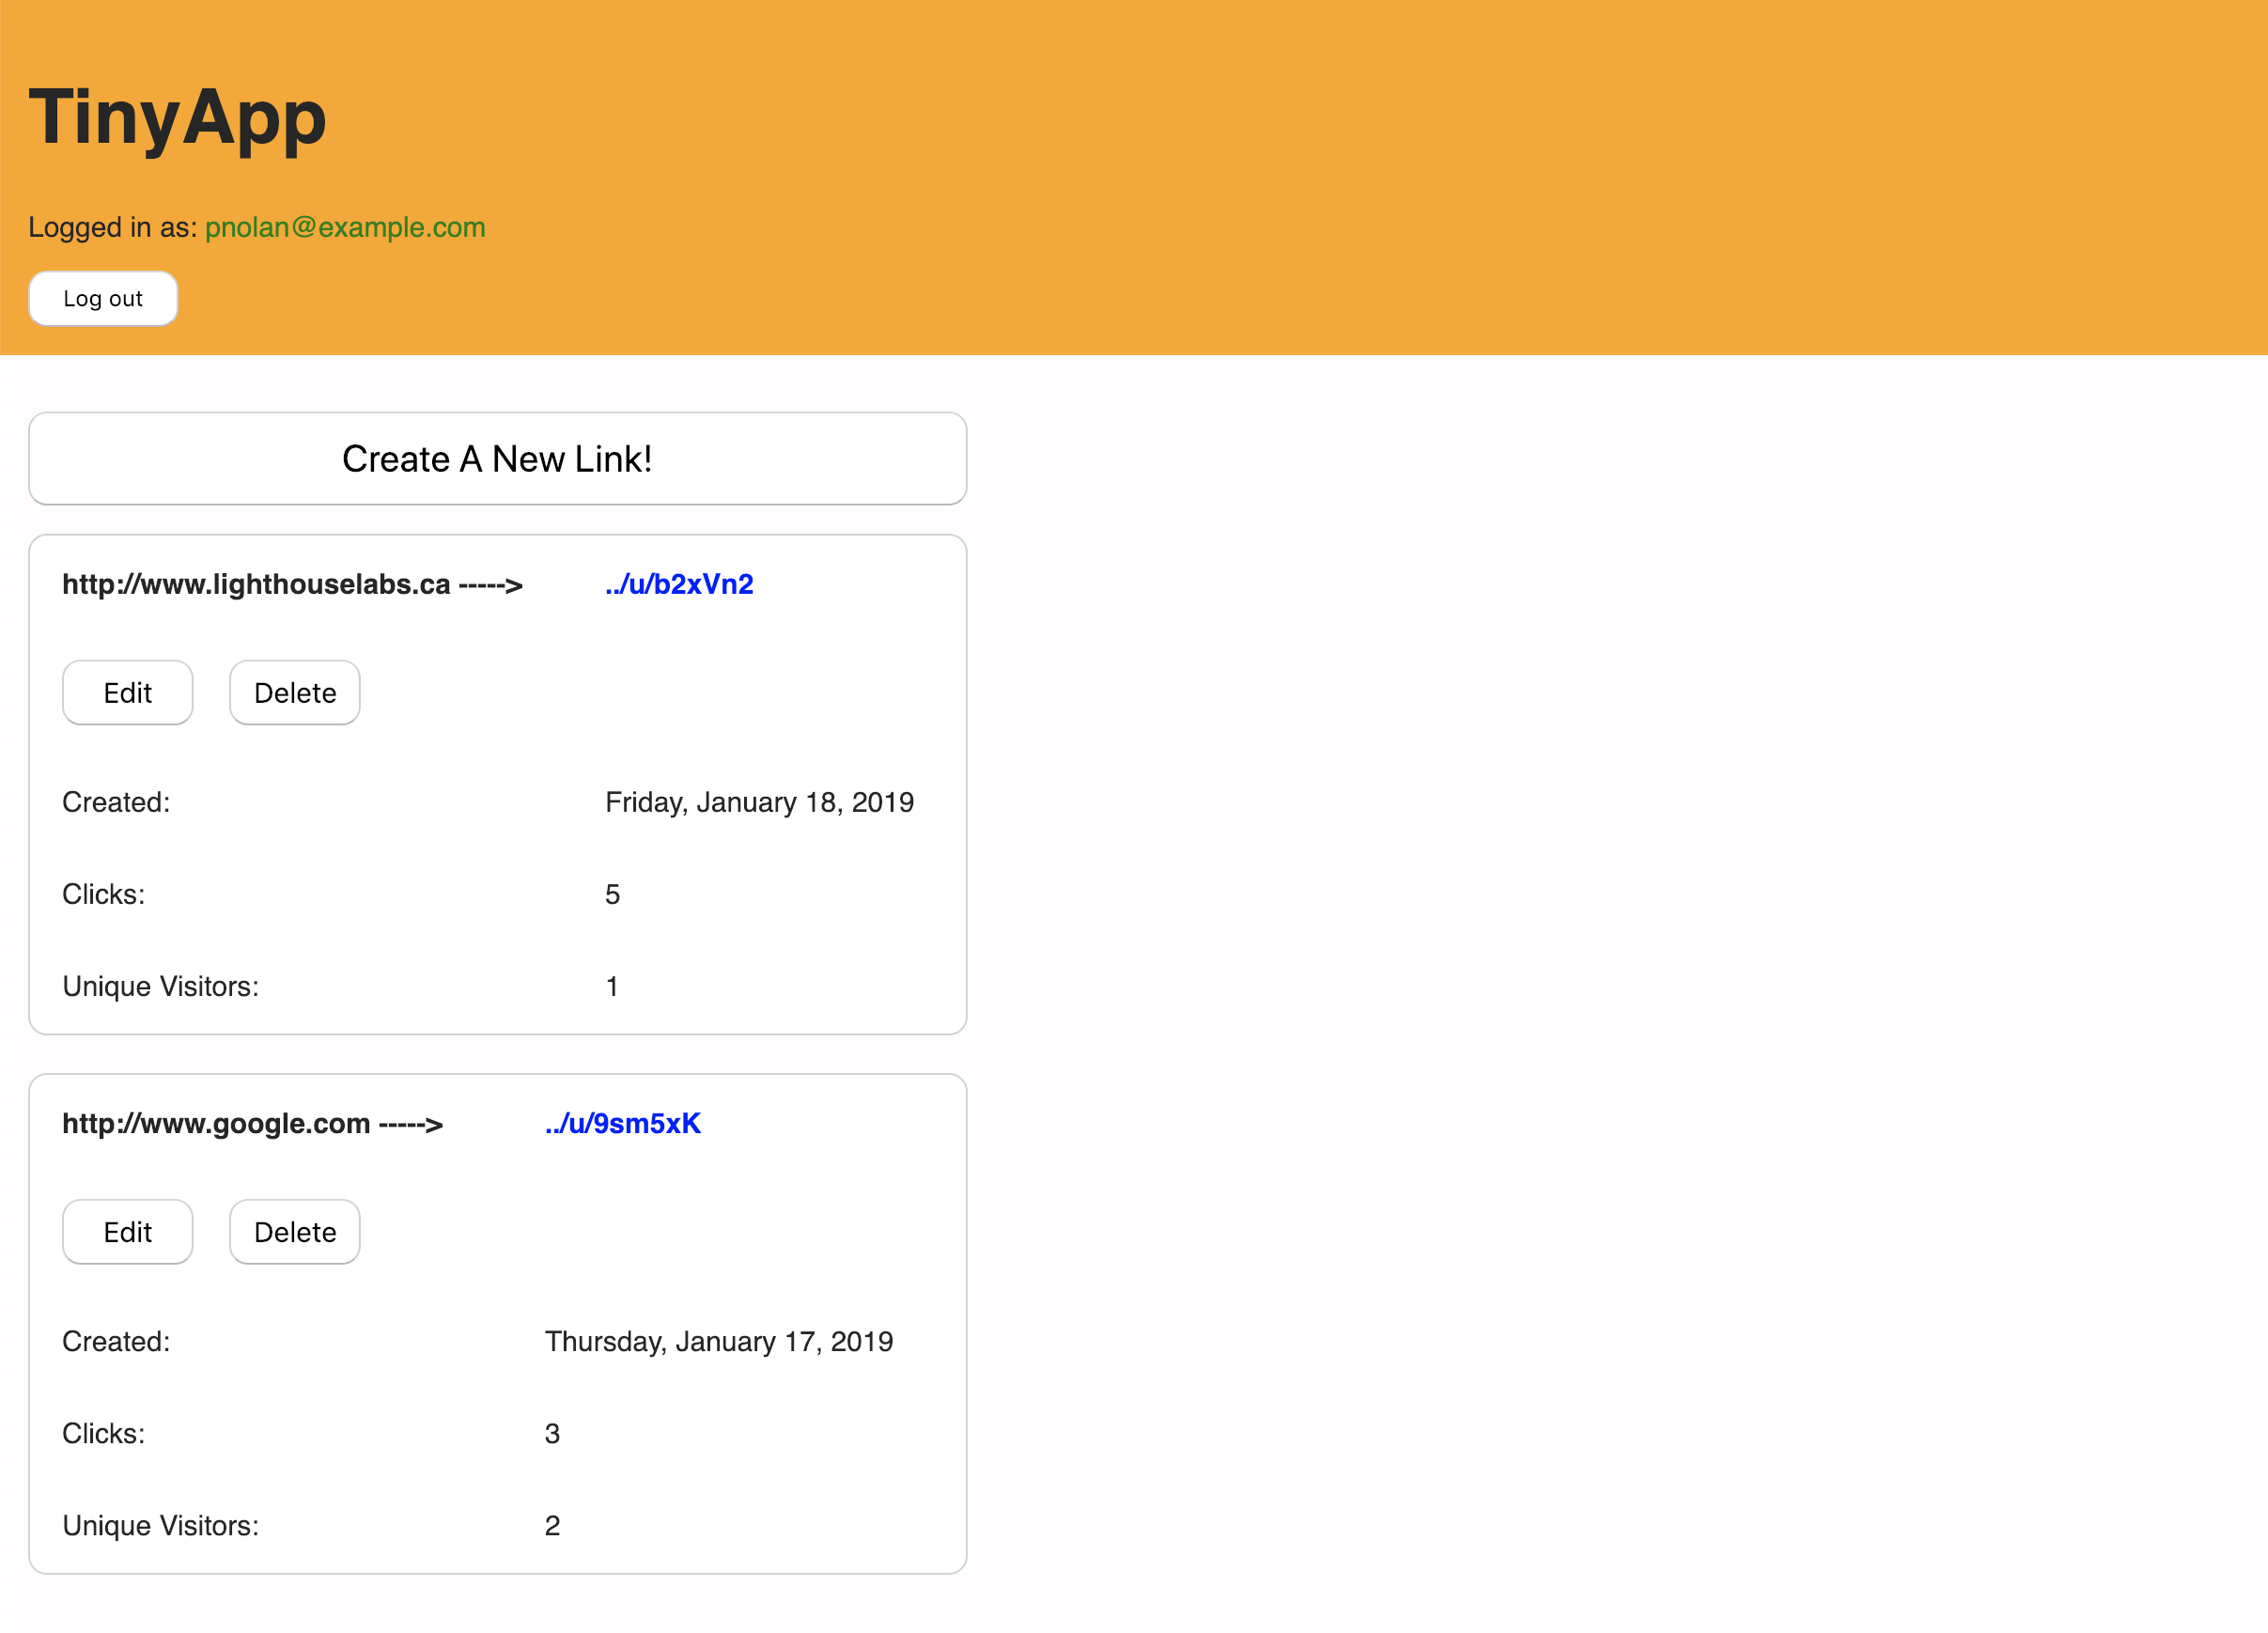 TinyApp
Logged in as: pnolan@example.com
Log out
Create A New Link!
http://www.lighthouselabs.ca -----> ../u/b2xVn2
Edit Delete
Created: Friday, January 18, 2019
Clicks: 5
Unique Visitors: 1
http://www.google.com -----> ../u/9sm5xK
Edit Delete
Created: Thursday, January 17, 2019
Clicks: 3
Unique Visitors: 2